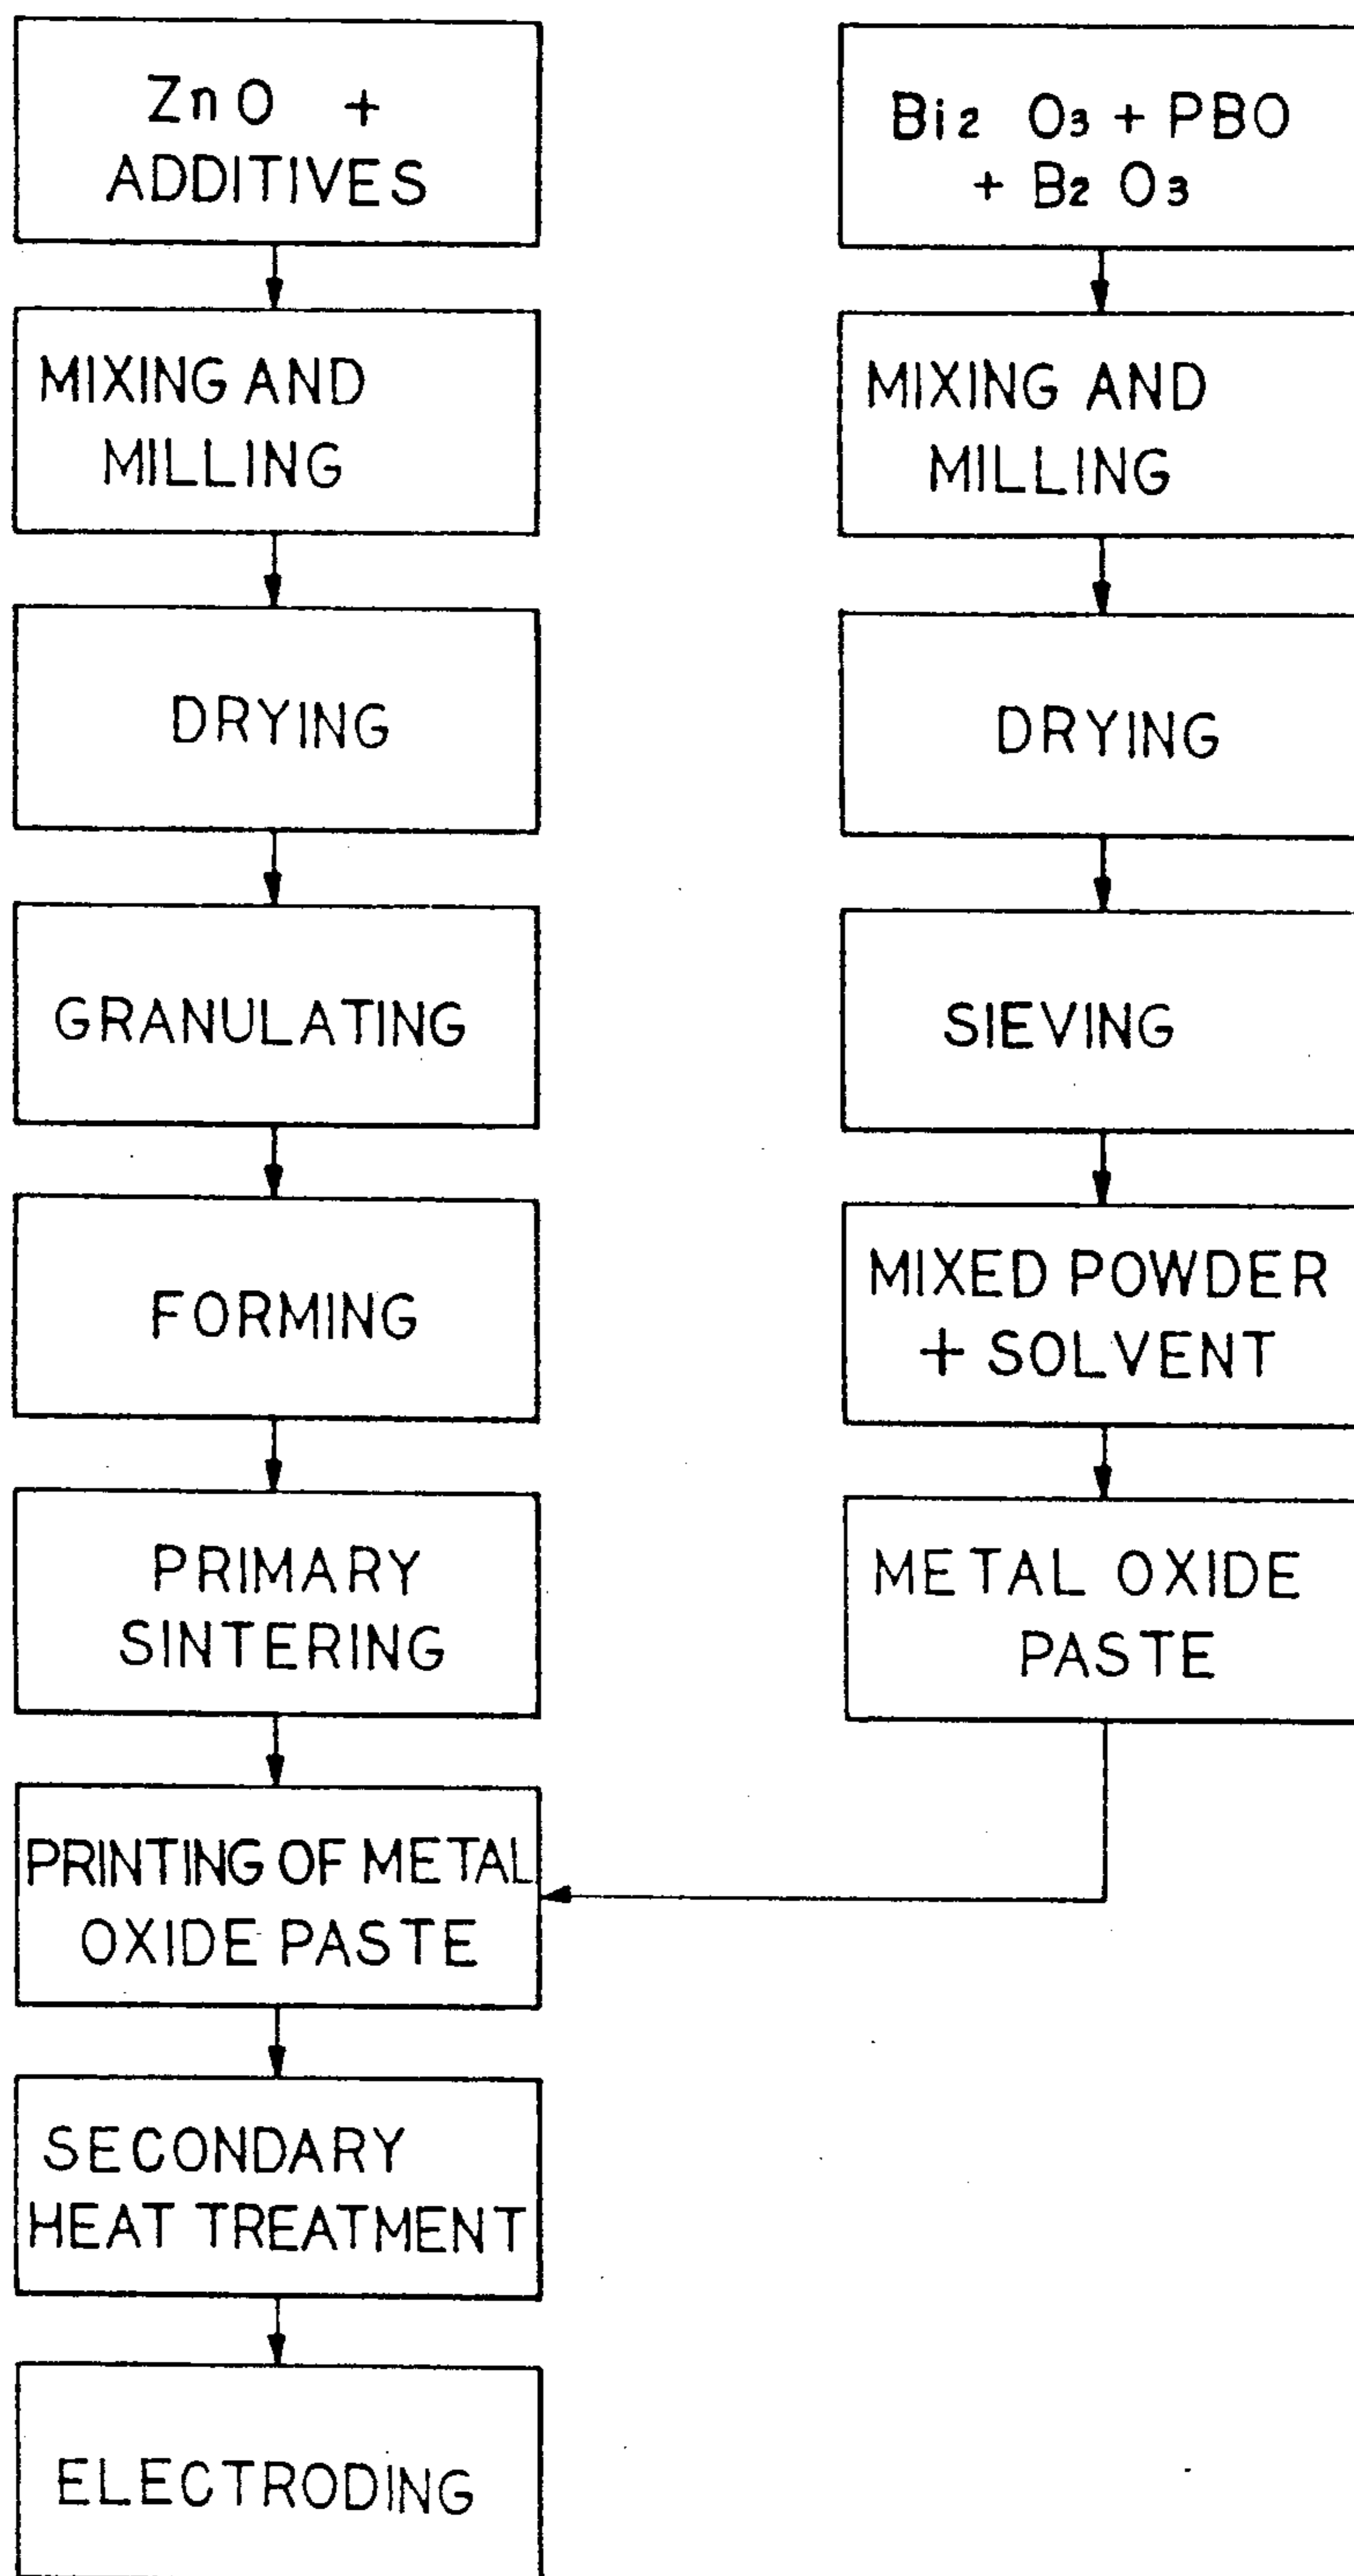 ZnO +
ADDITIVES
MIXING AND
MILLING
DRYING
GRANULATING
FORMING
PRIMARY
SINTERING
PRINTING OF METAL
OXIDE PASTE
SECONDARY
HEAT TREATMENT
ELECTRODING
Bi2 O3 + PBO
+ B2 O3
MIXING AND
MILLING
DRYING
SIEVING
MIXED POWDER
+ SOLVENT
METAL OXIDE
PASTE